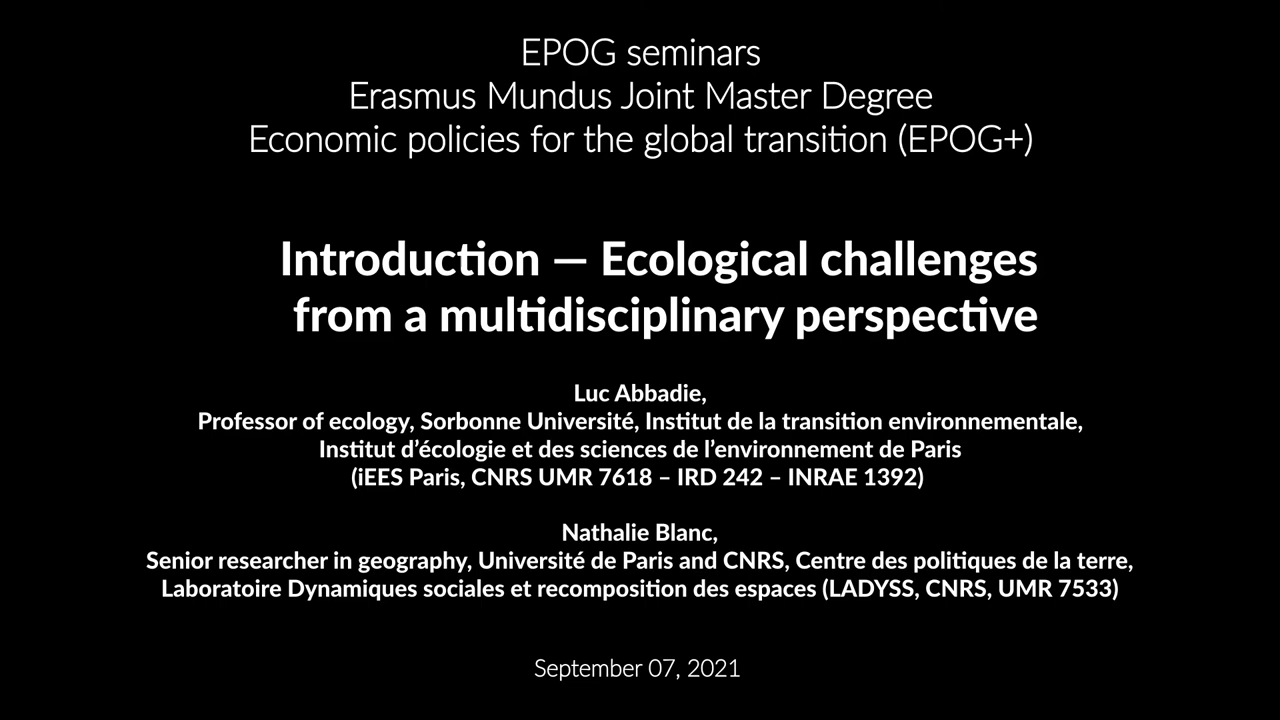 EPOG seminars
Erasmus Mundus Joint Master Degree
Economic policies for the global transition (EPOG+)
Introduction — Ecological challenges
from a multidisciplinary perspective
Luc Abbadie,
Professor of ecology, Sorbonne Université, Institut de la transition environnementale,
Institut d’écologie et des sciences de l’environnement de Paris
(iEES Paris, CNRS UMR 7618 – IRD 242 – INRAE 1392)
Nathalie Blanc,
Senior researcher in geography, Université de Paris and CNRS, Centre des politiques de la terre,
Laboratoire Dynamiques sociales et recomposition des espaces (LADYSS, CNRS, UMR 7533)
September 07, 2021